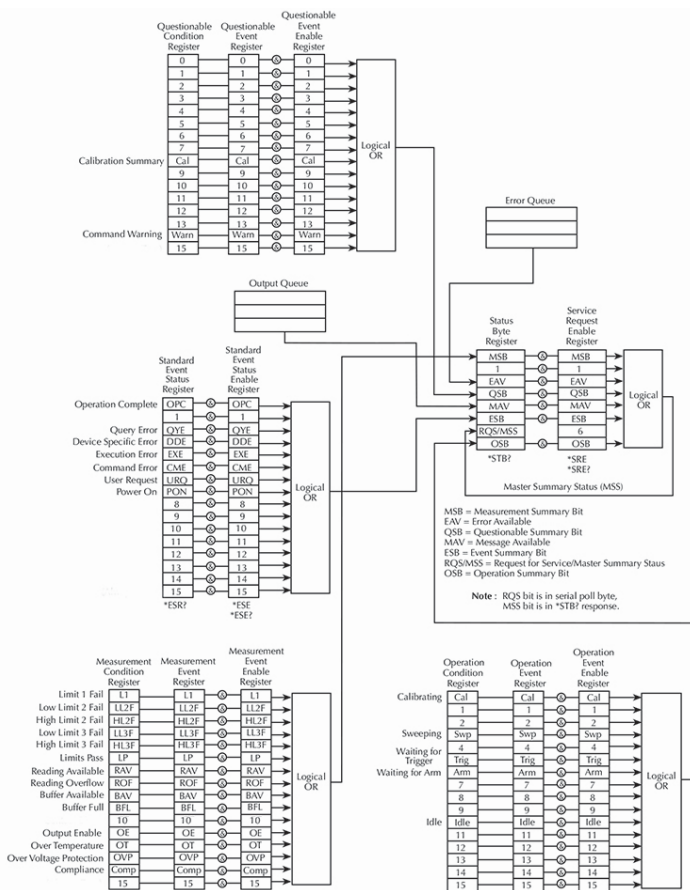 Questionable Condition Register
Questionable Event Register
Questionable Event Enable Register
0 0 & 0
1 1 & 1
2 2 & 2
3 3 & 3
4 4 & 4
5 5 & 5
6 6 & 6
7 7 & 7
Calibration Summary Cal Cal & Cal
9 9 & 9
10 10 & 10
11 11 & 11
12 12 & 12
13 13 & 13
Command Warning Warn Warn & Warn
15 15 & 15
Logical OR
Error Queue
Output Queue
Status Byte Register
Service Request Enable Register
MSB & MSB
1 & 1
EAV & EAV
QSB & QSB
MAV & MAV
ESB & ESB
RQS/MSS 6
OSB & OSB
Logical OR
*STB? *SRE
*SRE?
Master Summary Status (MSS)
MSB = Measurement Summary Bit
EAV = Error Available
QSB = Questionable Summary Bit
MAV = Message Available
ESB = Event Summary Bit
RQS/MSS = Request for Service/Master Summary Staus
OSB = Operation Summary Bit
Note : RQS bit is in serial poll byte,
MSS bit is in *STB? response.
Standard Event Status Register
Standard Event Status Enable Register
Operation Complete OPC & OPC
1 & 1
Query Error QYE & QYE
Device Specific Error DDE & DDE
Execution Error EXE & EXE
Command Error CME & CME
User Request URQ & URQ
Power On PON & PON
8 & 8
9 & 9
10 & 10
11 & 11
12 & 12
13 & 13
14 & 14
15 & 15
Logical OR
*ESR? *ESE
*ESE?
Measurement Condition Register
Measurement Event Register
Measurement Event Enable Register
Limit 1 Fail L1 L1 & L1
Low Limit 2 Fail LL2F LL2F & LL2F
High Limit 2 Fail HL2F HL2F & HL2F
Low Limit 3 Fail LL3F LL3F & LL3F
High Limit 3 Fail HL3F HL3F & HL3F
Limits Pass LP LP & LP
Reading Available RAV RAV & RAV
Reading Overflow ROF ROF & ROF
Buffer Available BAV BAV & BAV
Buffer Full BFL BFL & BFL
10 10 & 10
Output Enable OE OE & OE
Over Temperature OT OT & OT
Over Voltage Protection OVP OVP & OVP
Compliance Comp Comp & Comp
15 15 & 15
Logical OR
Operation Condition Register
Operation Event Register
Operation Event Enable Register
Calibrating Cal Cal & Cal
1 1 & 1
2 2 & 2
Sweeping Swp Swp & Swp
4 4 & 4
Waiting for Trigger Trig Trig & Trig
Waiting for Arm Arm Arm & Arm
7 7 & 7
8 8 & 8
9 9 & 9
Idle Idle Idle & Idle
11 11 & 11
12 12 & 12
13 13 & 13
14 14 & 14
15 15 & 15
Logical OR